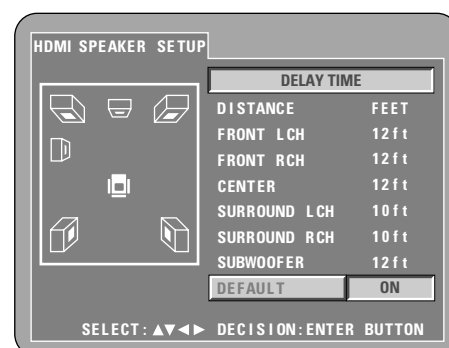 HDMI SPEAKER SETUP
DELAY TIME
DISTANCE FEET
FRONT LCH 12ft
FRONT RCH 12ft
CENTER 12ft
SURROUND LCH 10ft
SURROUND RCH 10ft
SUBWOOFER 12ft
DEFAULT ON
SELECT:▲▼◀▶ DECISION:ENTER BUTTON